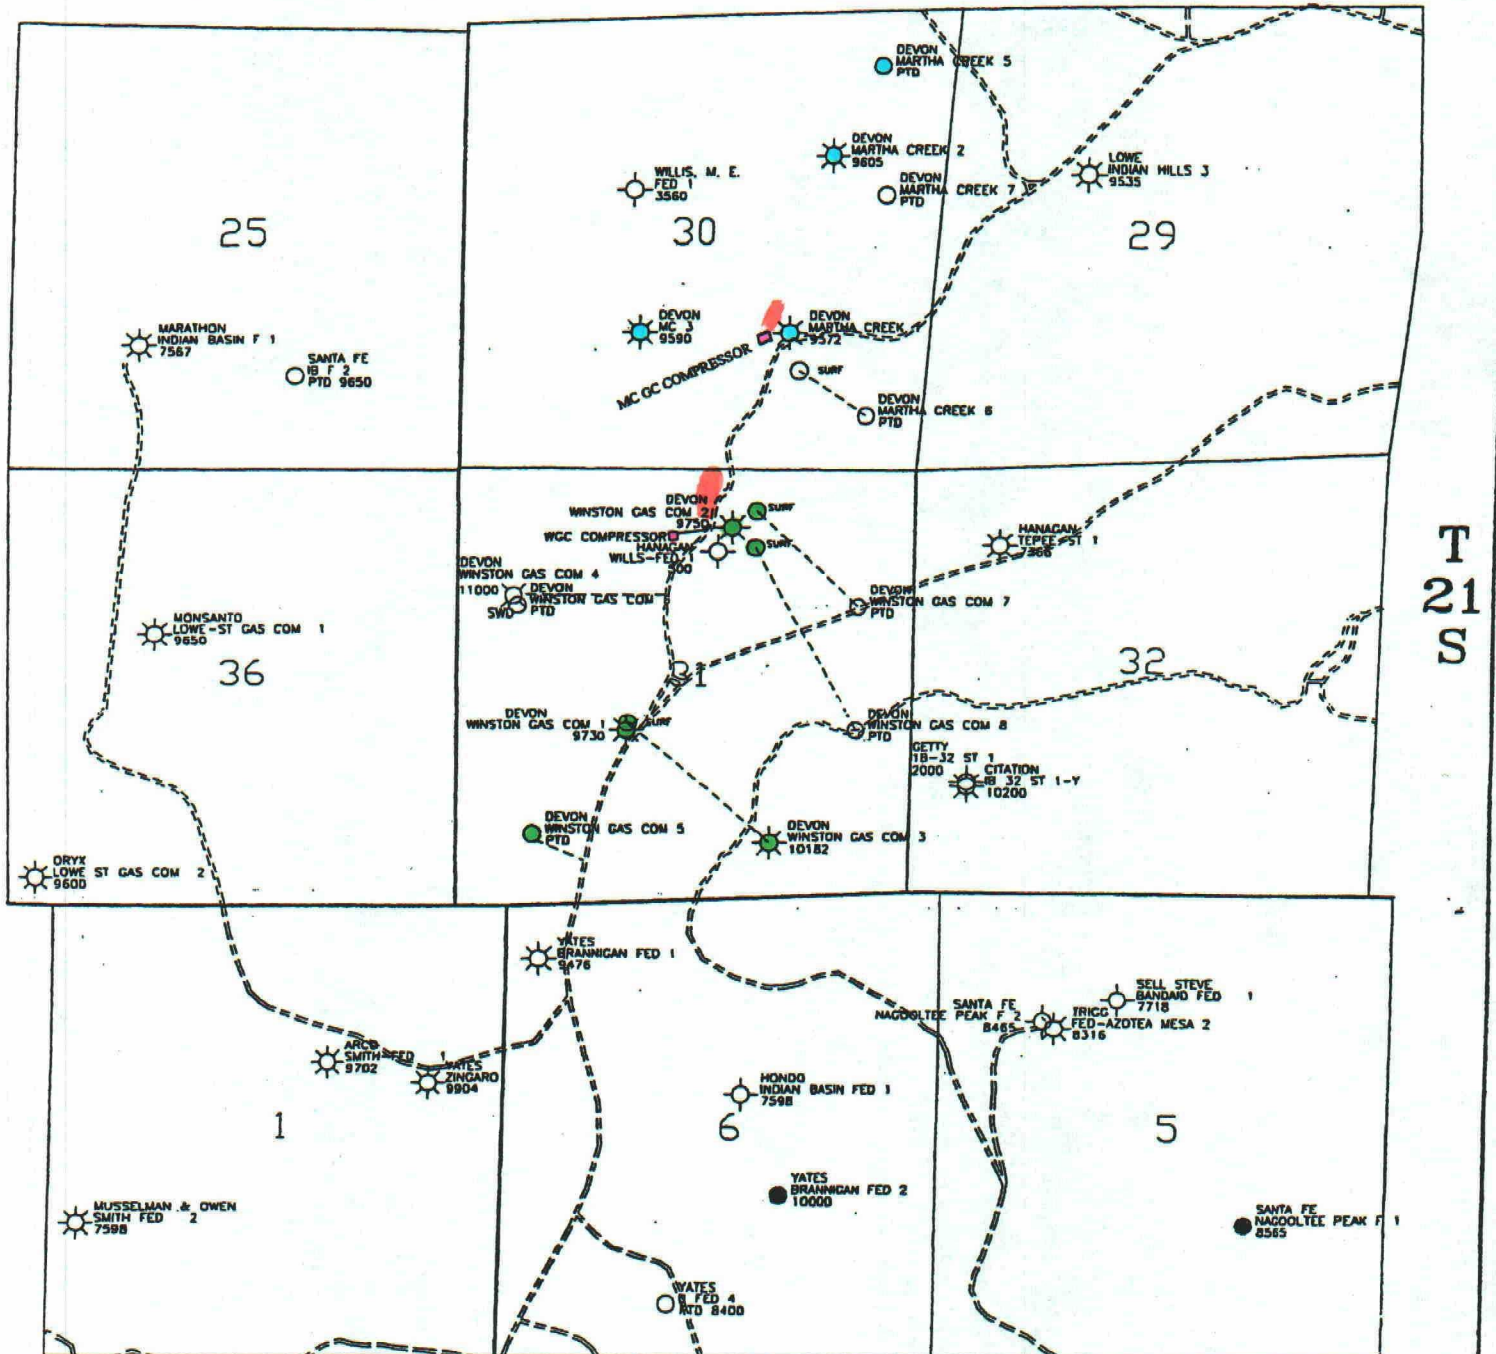 DEVON
MARTHA CREEK 5
PTD
DEVON
MARTHA CREEK 2
9605
WILLIS, M. E.
FED 1
3560
DEVON
MARTHA CREEK 7
PTD
LOWE
INDIAN HILLS 3
9535
25
30
29
MARATHON
INDIAN BASIN F 1
7567
SANTA FE
IB F 2
PTD 9650
DEVON
MC 3
9590
DEVON
MARTHA CREEK
9572
MC GC COMPRESSOR
SURF
DEVON
MARTHA CREEK 6
PTD
DEVON
WINSTON GAS COM 2
9750
SURF
WGC COMPRESSOR
HANAGAN
WILLS-FED 1
500
SURF
HANAGAN
TEPEE ST 1
7366
T
21
S
DEVON
WINSTON GAS COM 4
11000
SWD
DEVON
WINSTON GAS COM
PTD
DEVON
WINSTON GAS COM 7
PTD
MONSANTO
LOWE-ST GAS COM 1
9650
36
31
32
DEVON
WINSTON GAS COM 1
9730
SURF
DEVON
WINSTON GAS COM 8
PTD
GETTY
IB-32 ST 1
2000
CITATION
IB 32 ST 1-Y
10200
DEVON
WINSTON GAS COM 5
PTD
DEVON
WINSTON GAS COM 3
10182
ORYX
LOWE ST GAS COM 2
9600
YATES
BRANNIGAN FED 1
9476
SANTA FE
NAGOOLTEE PEAK F 2
8465
SELL STEVE
BANDAID FED 1
7718
TRIGG
FED-AZOTEA MESA 2
8316
ARCO
SMITH-FED 1
9702
YATES
ZINGARO
9904
HONDO
INDIAN BASIN FED 1
7598
1
6
5
YATES
BRANNIGAN FED 2
10000
MUSSELMAN & OWEN
SMITH FED 2
7598
SANTA FE
NAGOOLTEE PEAK F 1
8565
YATES
FED 4
PTD 8400